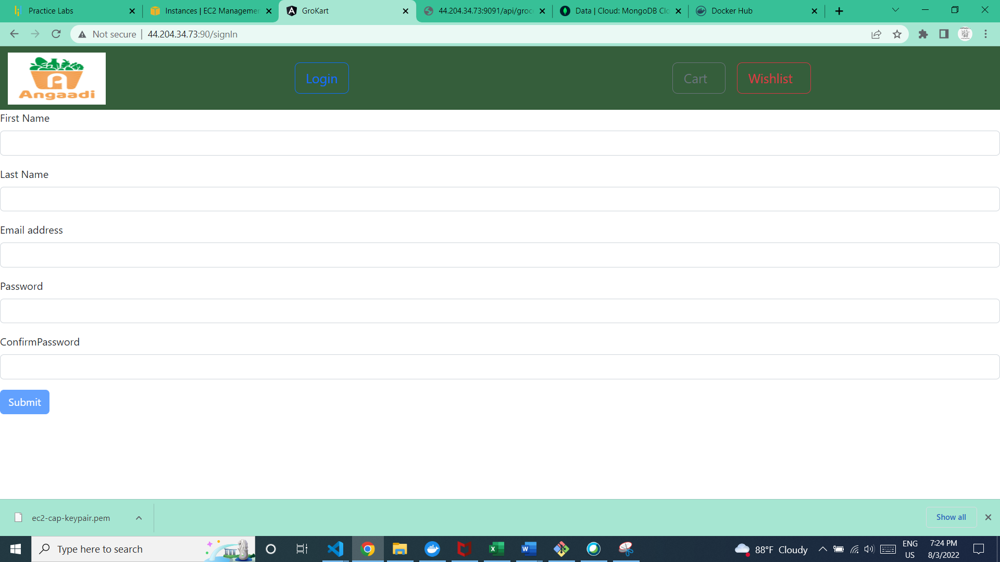 Practice Labs
Instances | EC2 Managemen
GroKart
44.204.34.73:9091/api/groc
Data | Cloud: MongoDB Clo
Docker Hub
Not secure | 44.204.34.73:90/signIn
Angaadi
Login
Cart
Wishlist
First Name
Last Name
Email address
Password
ConfirmPassword
Submit
ec2-cap-keypair.pem
Show all
Type here to search
88°F Cloudy
ENG
US
7:24 PM
8/3/2022